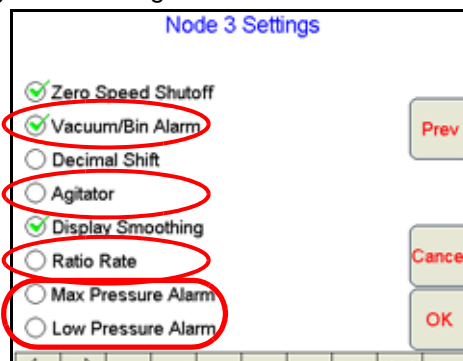 Node 3 Settings
Zero Speed Shutoff
Vacuum/Bin Alarm
Prev
Decimal Shift
Agitator
Display Smoothing
Ratio Rate
Cance
Max Pressure Alarm
OK
Low Pressure Alarm